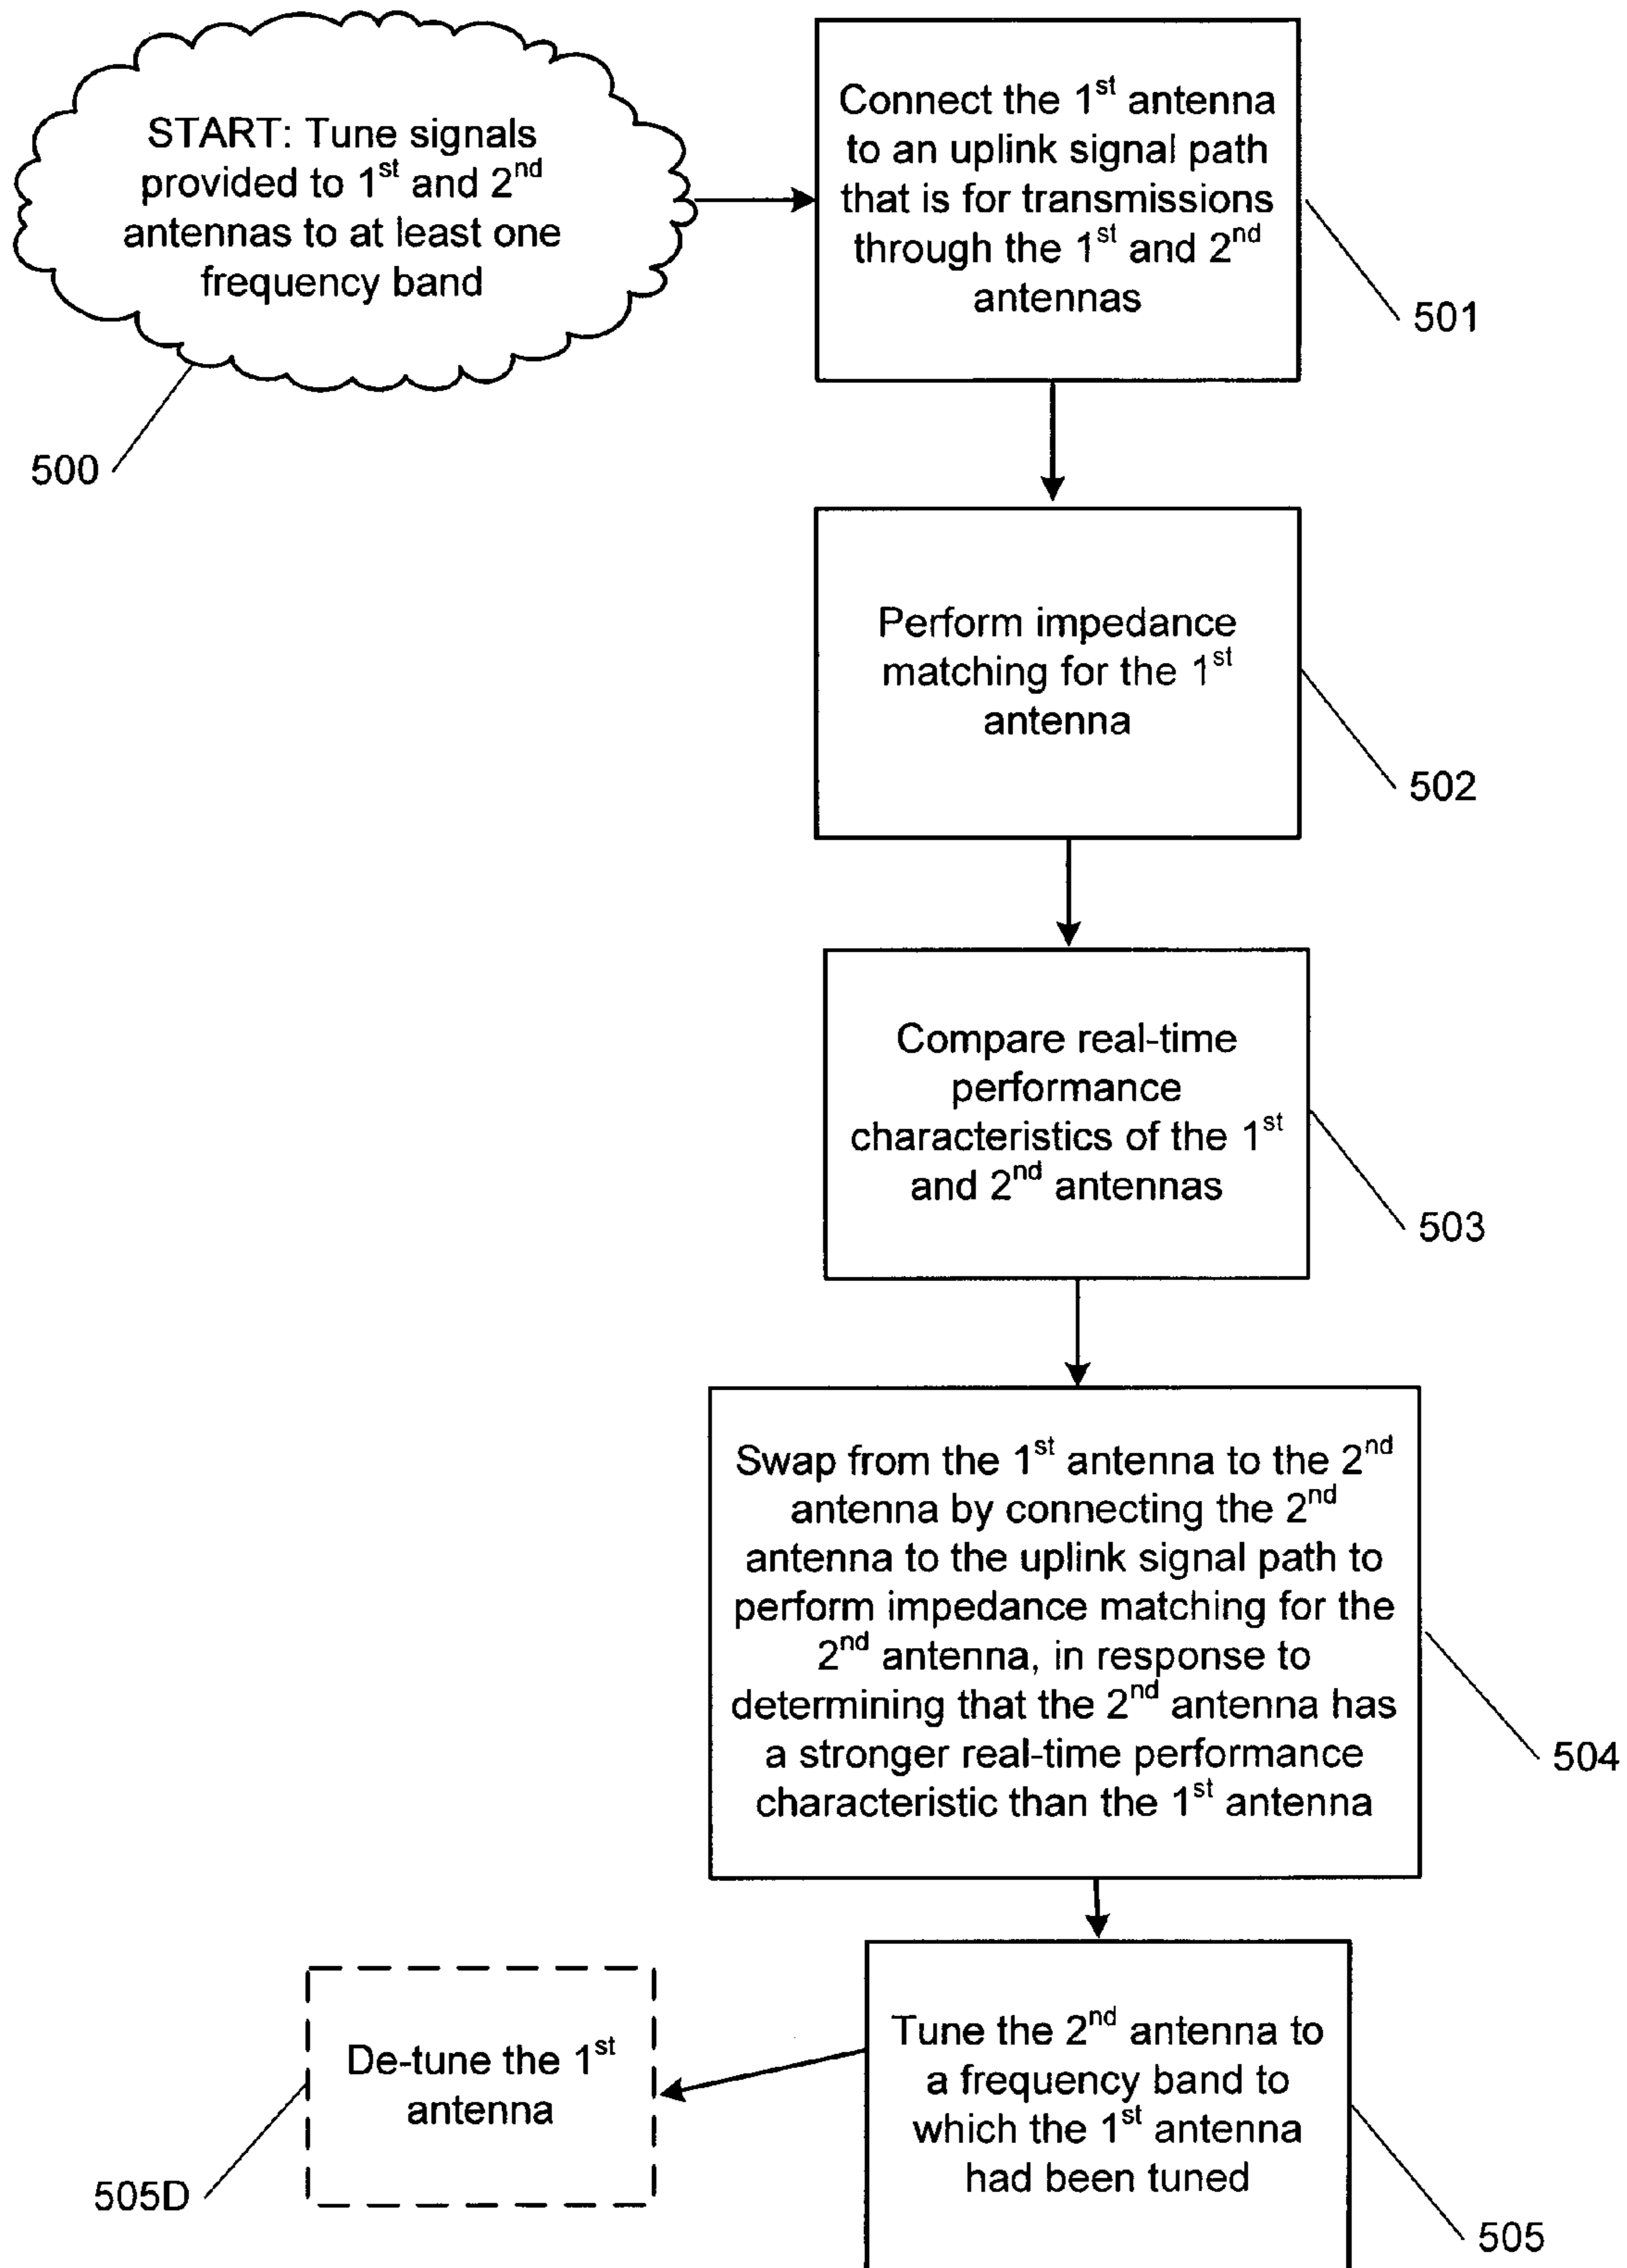 START: Tune signals
provided to 1st and 2nd
antennas to at least one
frequency band
500
Connect the 1st antenna
to an uplink signal path
that is for transmissions
through the 1st and 2nd
antennas
501
Perform impedance
matching for the 1st
antenna
502
Compare real-time
performance
characteristics of the 1st
and 2nd antennas
503
Swap from the 1st antenna to the 2nd
antenna by connecting the 2nd
antenna to the uplink signal path to
perform impedance matching for the
2nd antenna, in response to
determining that the 2nd antenna has
a stronger real-time performance
characteristic than the 1st antenna
504
Tune the 2nd antenna to
a frequency band to
which the 1st antenna
had been tuned
505
De-tune the 1st
antenna
505D